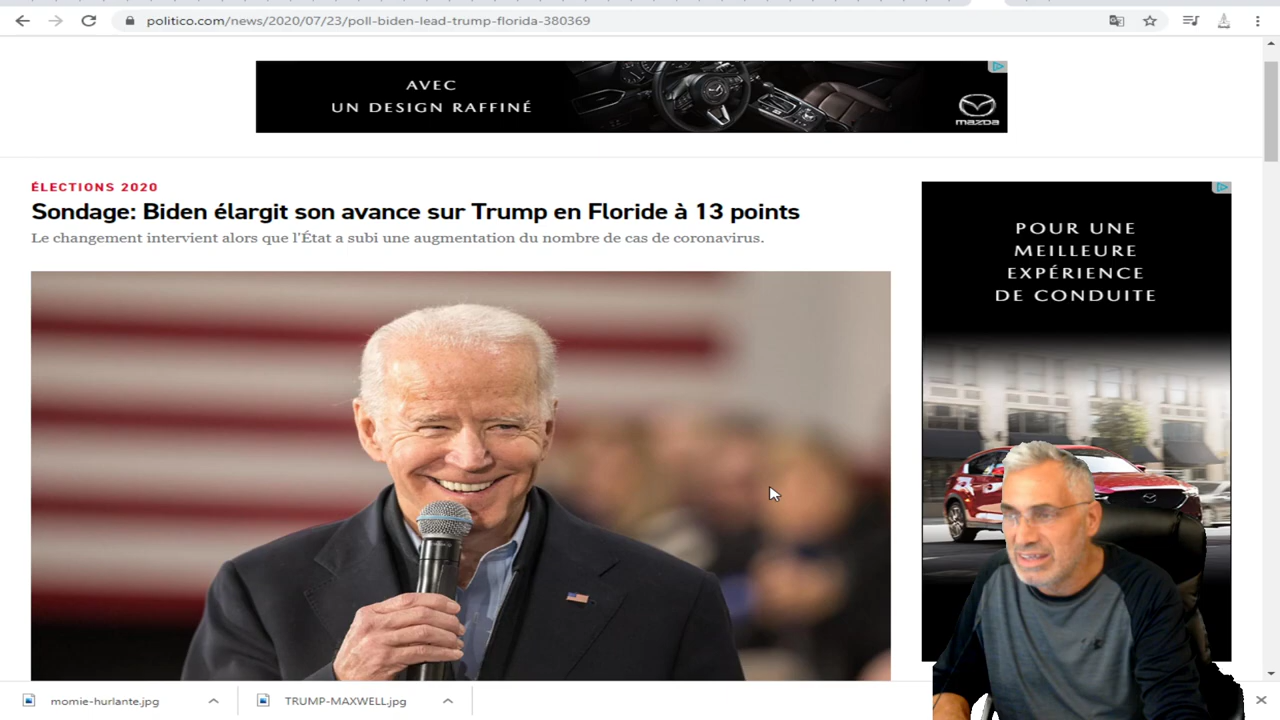 politico.com/news/2020/07/23/poll-biden-lead-trump-florida-380369
AVEC
UN DESIGN RAFFINÉ
mazda
ÉLECTIONS 2020
Sondage: Biden élargit son avance sur Trump en Floride à 13 points
Le changement intervient alors que l'État a subi une augmentation du nombre de cas de coronavirus.
POUR UNE
MEILLEURE
EXPÉRIENCE
DE CONDUITE
momie-hurlante.jpg
TRUMP-MAXWELL.jpg